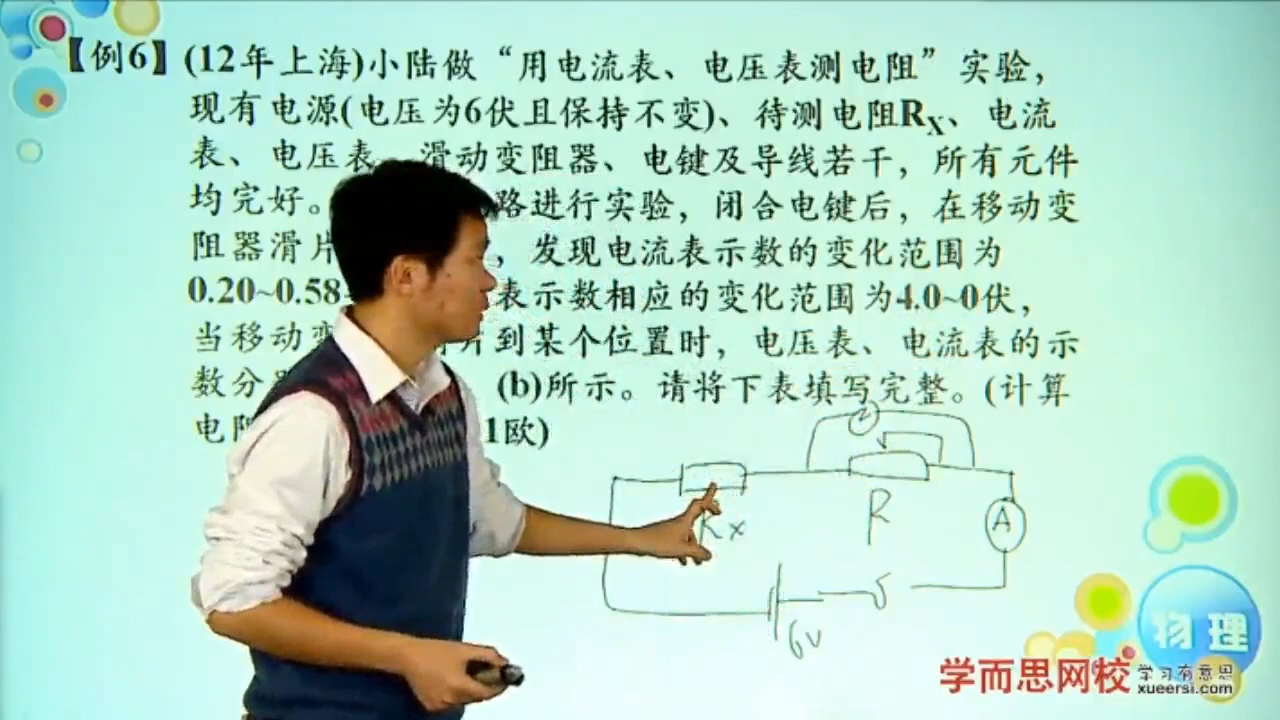 【例6】(12年上海)小陆做“用电流表、电压表测电阻”实验,
现有电源(电压为6伏且保持不变)、待测电阻Rx、电流
表、电压表、滑动变阻器、电键及导线若干,所有元件
均完好。 路进行实验,闭合电键后,在移动变
阻器滑片 ,发现电流表示数的变化范围为
0.20~0.58 表示数相应的变化范围为4.0~0伏,
当移动变 片到某个位置时,电压表、电流表的示
数分 (b)所示。请将下表填写完整。(计算
电阻 1欧)
Rx
R
A
6V
物理
学而思网校
学习有意思
xueersi.com